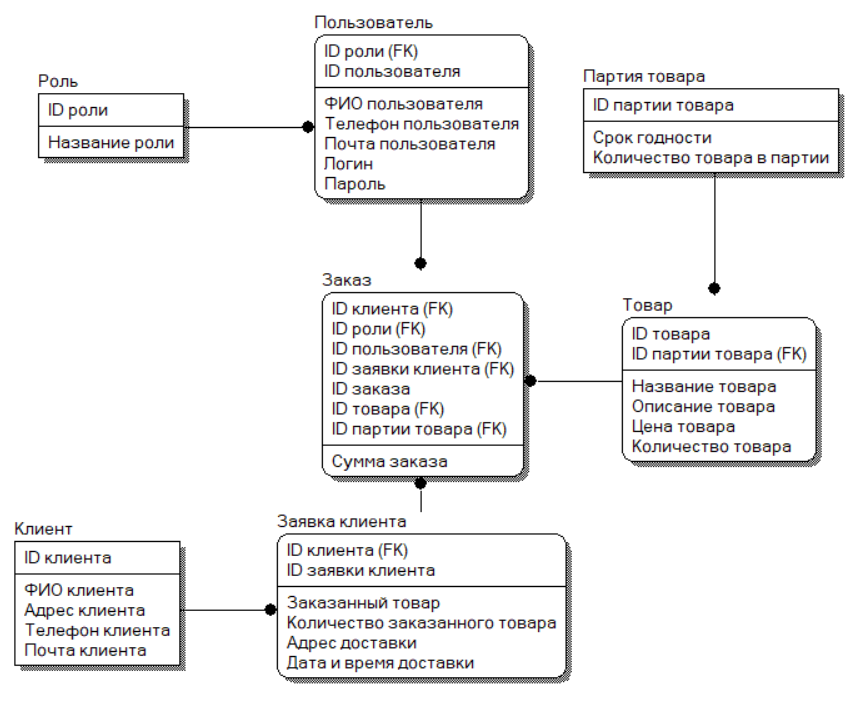 Пользователь
ID роли (FK)
ID пользователя
ФИО пользователя
Телефон пользователя
Почта пользователя
Логин
Пароль
Роль
ID роли
Название роли
Партия товара
ID партии товара
Срок годности
Количество товара в партии
Заказ
ID клиента (FK)
ID роли (FK)
ID пользователя (FK)
ID заявки клиента (FK)
ID заказа
ID товара (FK)
ID партии товара (FK)
Сумма заказа
Товар
ID товара
ID партии товара (FK)
Название товара
Описание товара
Цена товара
Количество товара
Клиент
ID клиента
ФИО клиента
Адрес клиента
Телефон клиента
Почта клиента
Заявка клиента
ID клиента (FK)
ID заявки клиента
Заказанный товар
Количество заказанного товара
Адрес доставки
Дата и время доставки